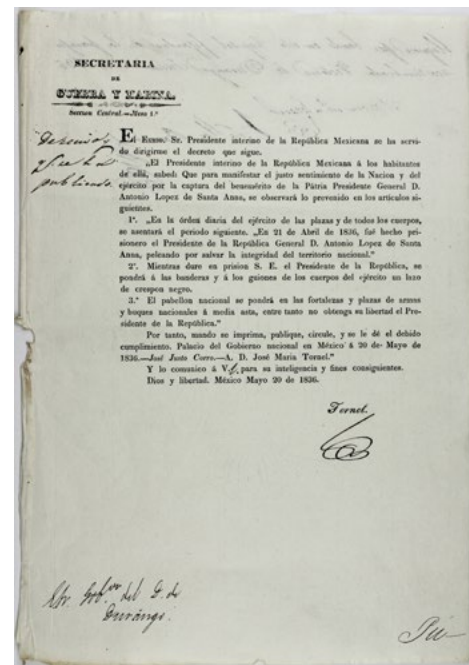 SECRETARIA
DE
GUERRA Y MARINA.
Seccion Central.—Mesa 1.ª
De
publicado.
El Exmo. Sr. Presidente interino de la República Mexicana se ha servi-
do dirigirme el decreto que sigue.
„El Presidente interino de la República Mexicana á los habitantes
de ella, sabed: Que para manifestar el justo sentimiento de la Nacion y del
ejército por la captura del benemérito de la Pátria Presidente General D.
Antonio Lopez de Santa Anna, se observará lo prevenido en los artículos si-
guientes.
1º. „En la órden diaria del ejército de las plazas y de todos los cuerpos,
se asentará el periodo siguiente. „En 21 de Abril de 1836, fué hecho pri-
sionero el Presidente de la República General D. Antonio Lopez de Santa
Anna, peleando por salvar la integridad del territorio nacional."
2º. Mientras dure en prision S. E. el Presidente de la República, se
pondrá á las banderas y á los guiones de los cuerpos del ejército un lazo
de crespon negro.
3.º El pabellon nacional se pondrá en las fortalezas y plazas de armas
y buques nacionales á media asta, entre tanto no obtenga su libertad el Pre-
sidente de la República."
Por tanto, mando se imprima, publique, circule, y se le dé el debido
cumplimiento. Palacio del Gobierno nacional en México á 20 de Mayo de
1836.—José Justo Corro.—A. D. José María Tornel."
Y lo comunico á V. para su inteligencia y fines consiguientes.
Dios y libertad. México Mayo 20 de 1836.
Tornel.
Sr. Gobor. del D. de
Durango.